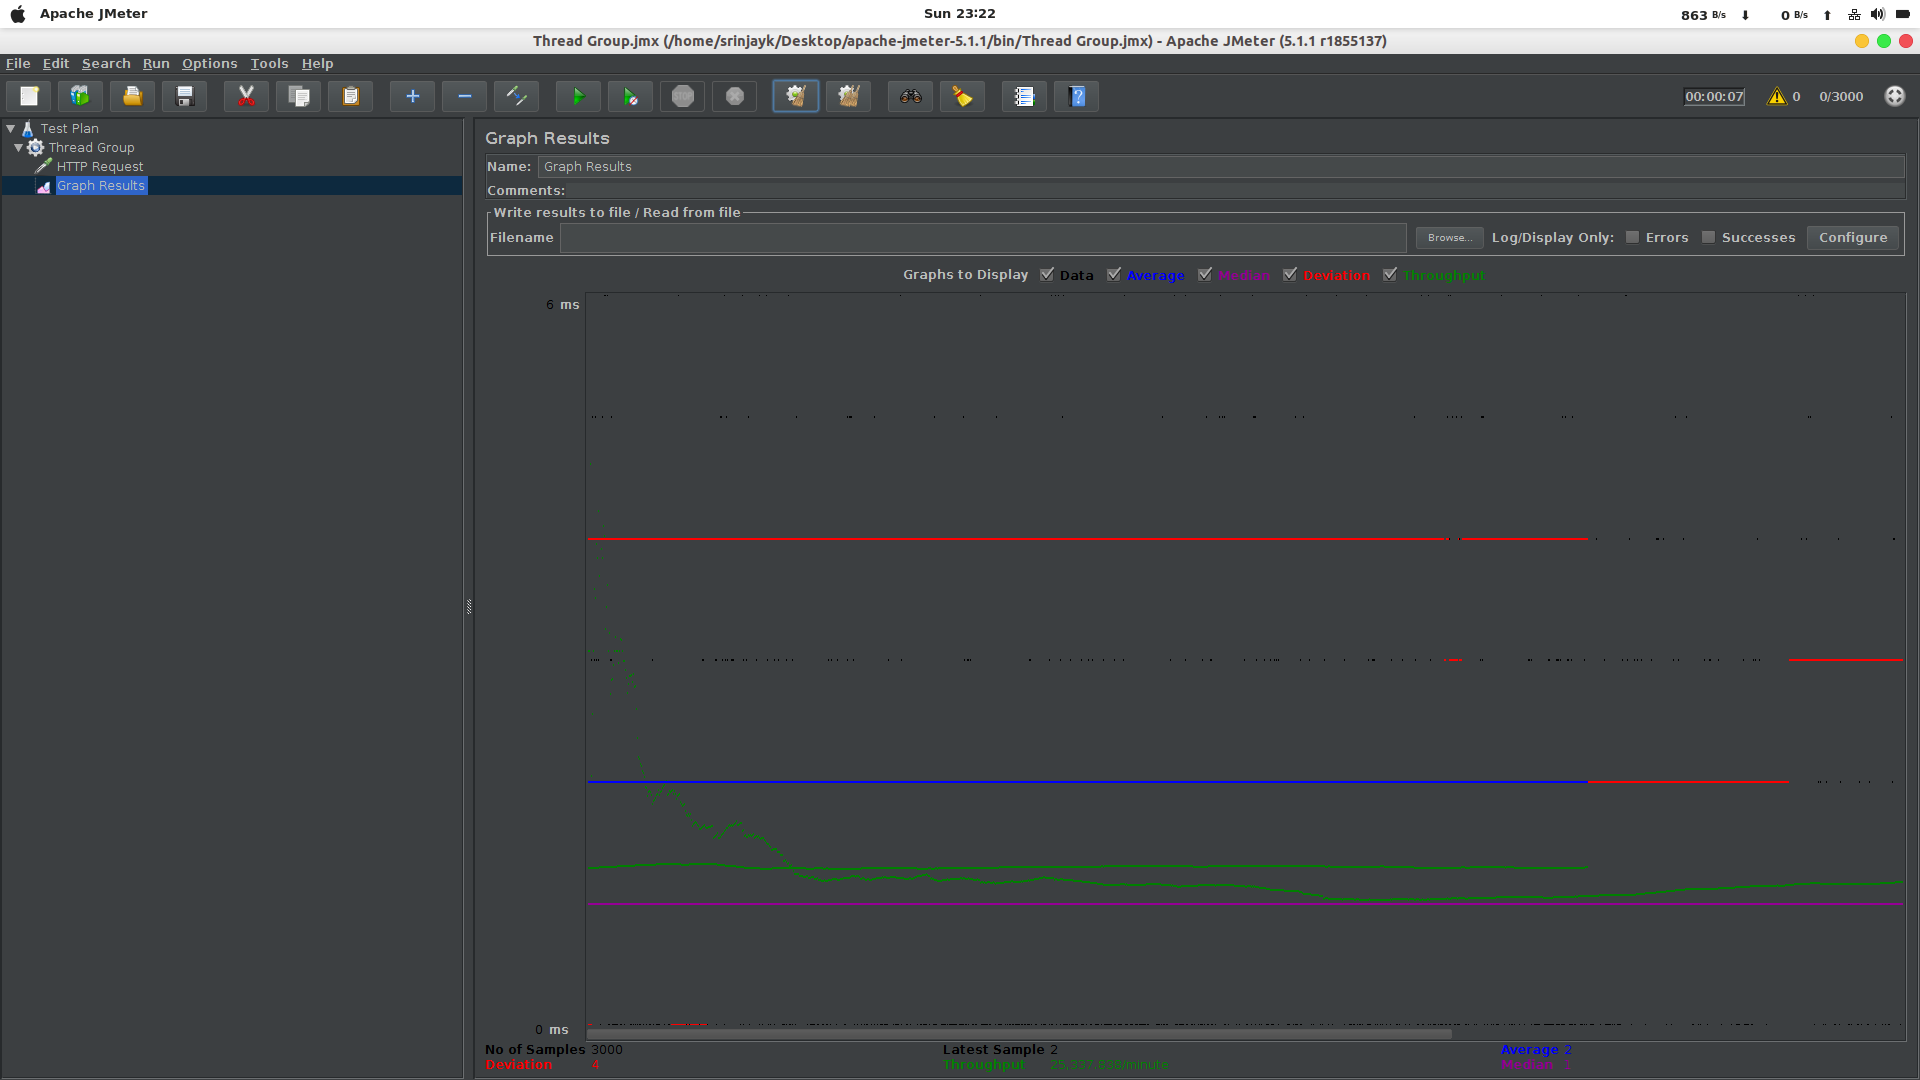 Apache JMeter
Sun 23:22
863 B/s 0 B/s
Thread Group.jmx (/home/srinjayk/Desktop/apache-jmeter-5.1.1/bin/Thread Group.jmx) - Apache JMeter (5.1.1 r1855137)
File Edit Search Run Options Tools Help
STOP
00:00:07 0 0/3000
Test Plan
Thread Group
HTTP Request
Graph Results
Graph Results
Name: Graph Results
Comments:
Write results to file / Read from file
Filename Browse... Log/Display Only: Errors Successes Configure
Graphs to Display Data Average Median Deviation Throughput
6 ms
0 ms
No of Samples 3000 Latest Sample 2 Average 2
Deviation 4 Throughput 25,337.838/minute Median 1